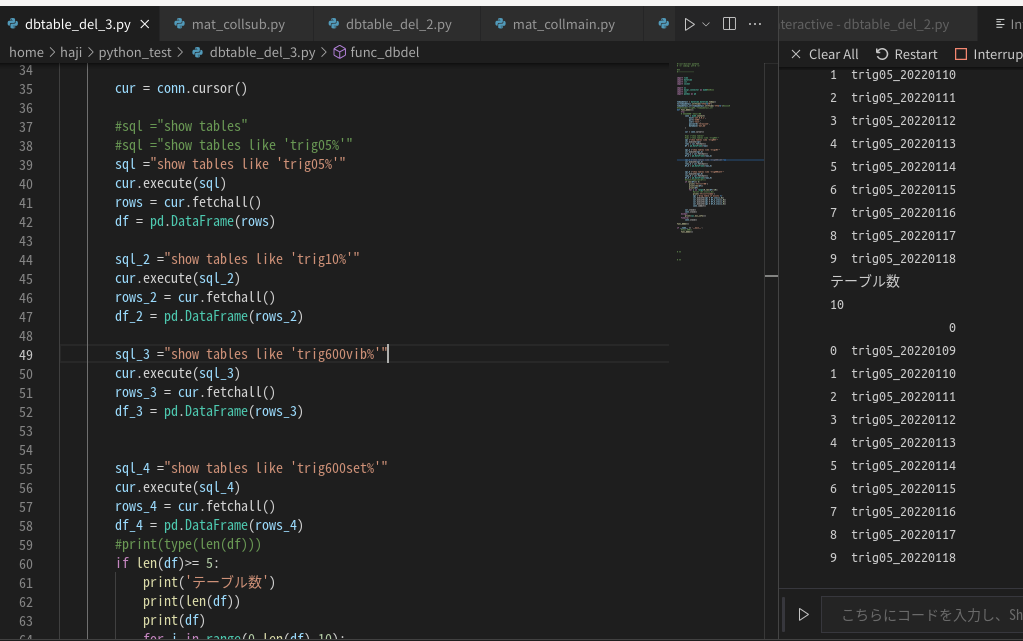 dbtable_del_3.py mat_collsub.py dbtable_del_2.py mat_collmain.py
home > haji > python_test > dbtable_del_3.py > func_dbdel
34
35 cur = conn.cursor()
36
37 #sql ="show tables"
38 #sql ="show tables like 'trig05%'"
39 sql ="show tables like 'trig05%'"
40 cur.execute(sql)
41 rows = cur.fetchall()
42 df = pd.DataFrame(rows)
43
44 sql_2 ="show tables like 'trig10%'"
45 cur.execute(sql_2)
46 rows_2 = cur.fetchall()
47 df_2 = pd.DataFrame(rows_2)
48
49 sql_3 ="show tables like 'trig600vib%'"
50 cur.execute(sql_3)
51 rows_3 = cur.fetchall()
52 df_3 = pd.DataFrame(rows_3)
53
54
55 sql_4 ="show tables like 'trig600set%'"
56 cur.execute(sql_4)
57 rows_4 = cur.fetchall()
58 df_4 = pd.DataFrame(rows_4)
59 #print(type(len(df)))
60 if len(df)>= 5:
61 print('テーブル数')
62 print(len(df))
63 print(df)
64 for i in range(0,len(df)-10):
teractive - dbtable_del_2.py In
Clear All Restart Interrup
1 trig05_20220110
2 trig05_20220111
3 trig05_20220112
4 trig05_20220113
5 trig05_20220114
6 trig05_20220115
7 trig05_20220116
8 trig05_20220117
9 trig05_20220118
テーブル数
10
0
0 trig05_20220109
1 trig05_20220110
2 trig05_20220111
3 trig05_20220112
4 trig05_20220113
5 trig05_20220114
6 trig05_20220115
7 trig05_20220116
8 trig05_20220117
9 trig05_20220118
こちらにコードを入力し、Sh